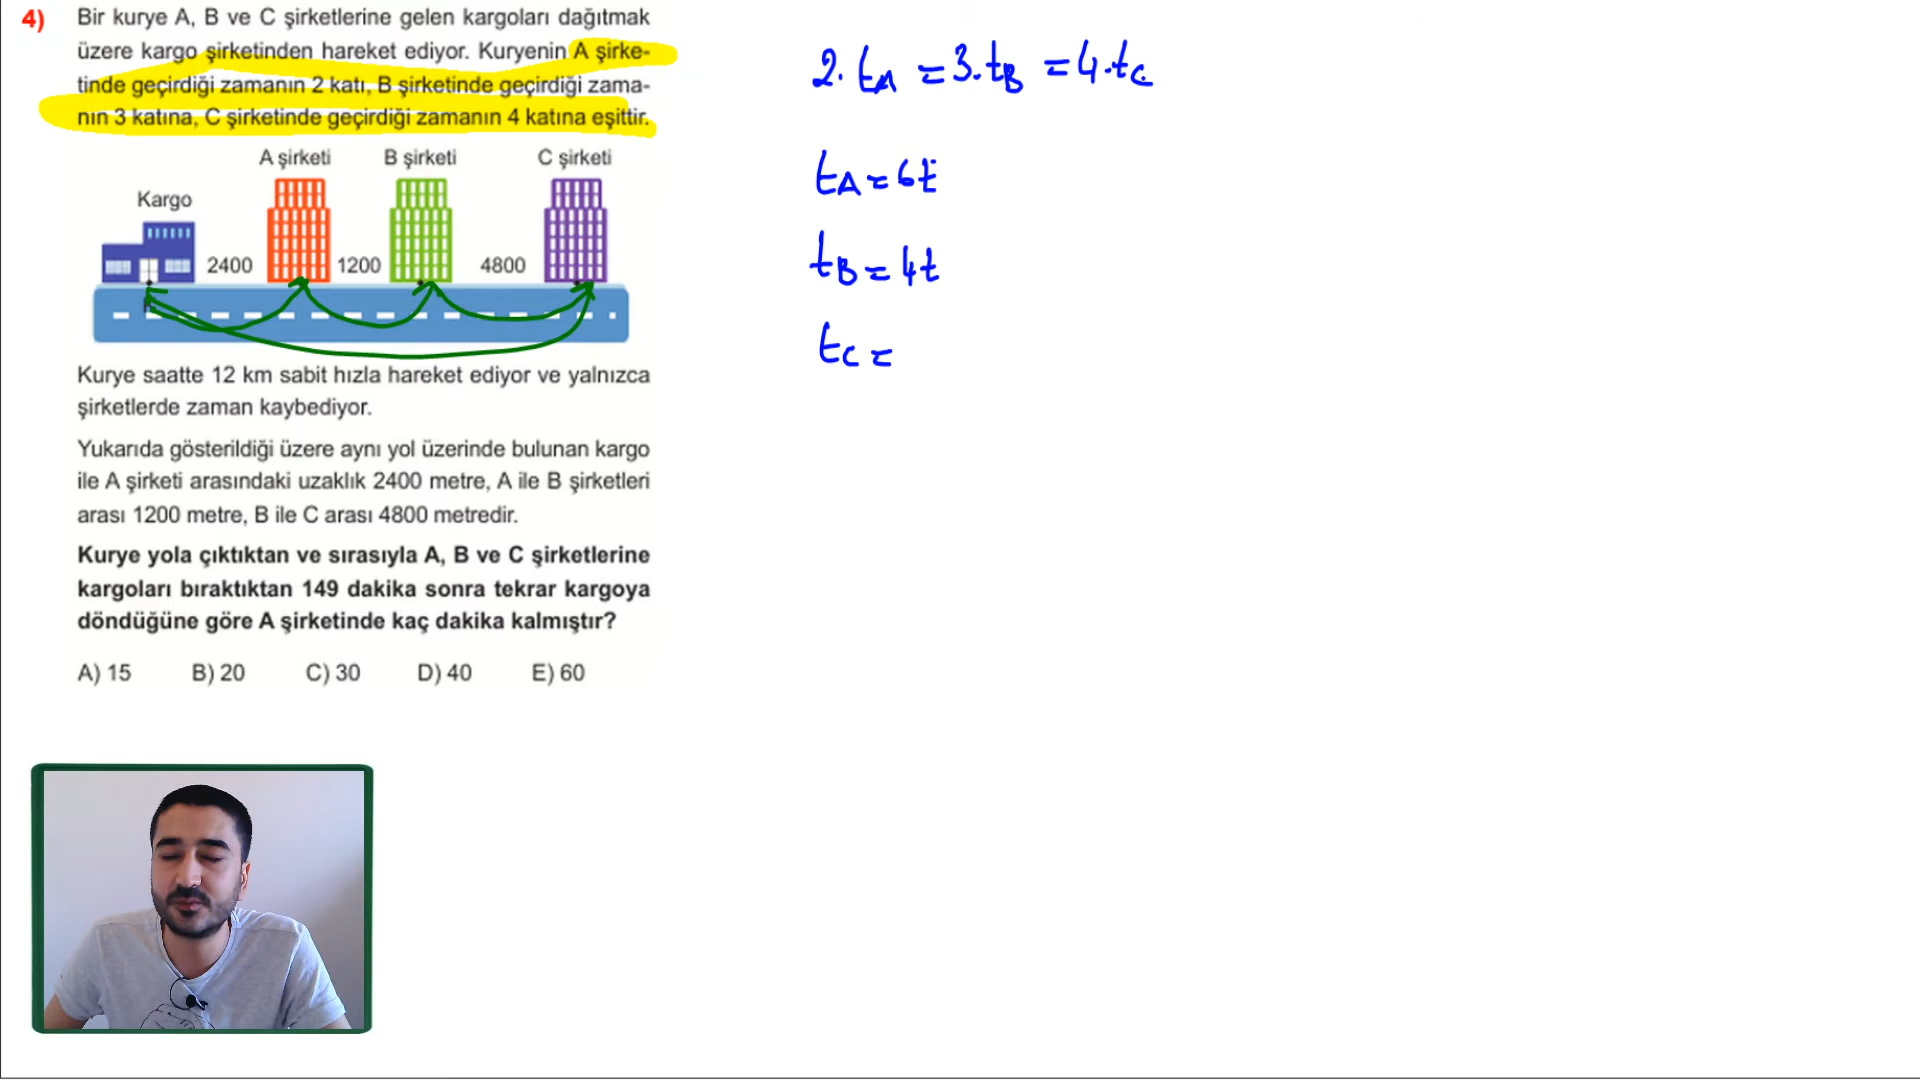 4)
Bir kurye A, B ve C şirketlerine gelen kargoları dağıtmak
üzere kargo şirketinden hareket ediyor. Kuryenin A şirke-
tinde geçirdiği zamanın 2 katı, B şirketinde geçirdiği zama-
nın 3 katına, C şirketinde geçirdiği zamanın 4 katına eşittir.
A şirketi B şirketi C şirketi
Kargo
2400 1200 4800
Kurye saatte 12 km sabit hızla hareket ediyor ve yalnızca
şirketlerde zaman kaybediyor.
Yukarıda gösterildiği üzere aynı yol üzerinde bulunan kargo
ile A şirketi arasındaki uzaklık 2400 metre, A ile B şirketleri
arası 1200 metre, B ile C arası 4800 metredir.
Kurye yola çıktıktan ve sırasıyla A, B ve C şirketlerine
kargoları bıraktıktan 149 dakika sonra tekrar kargoya
döndüğüne göre A şirketinde kaç dakika kalmıştır?
A) 15 B) 20 C) 30 D) 40 E) 60
2. tA = 3.tB = 4.tC
tA = 6t
tB = 4t
tC =